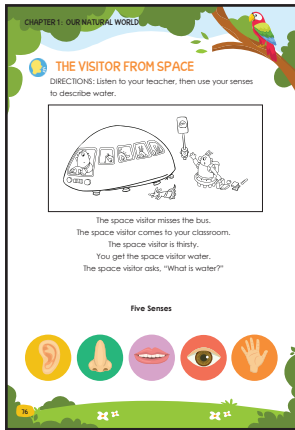 CHAPTER 1: OUR NATURAL WORLD
THE VISITOR FROM SPACE
DIRECTIONS: Listen to your teacher, then use your senses
to describe water.
The space visitor misses the bus.
The space visitor comes to your classroom.
The space visitor is thirsty.
You get the space visitor water.
The space visitor asks, “What is water?”
Five Senses
16